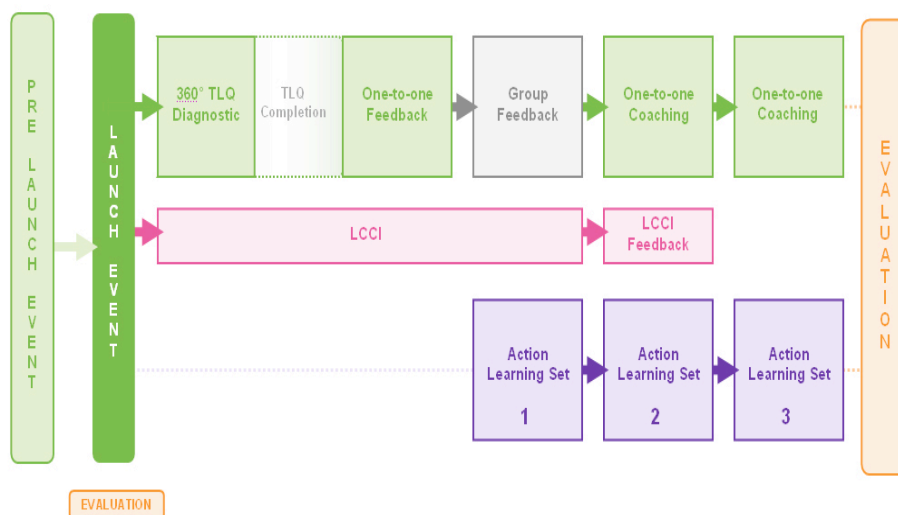 PRE LAUNCH EVENT
LAUNCH EVENT
360° TLQ
Diagnostic
TLQ
Completion
One-to-one
Feedback
Group
Feedback
One-to-one
Coaching
One-to-one
Coaching
LCCI
LCCI
Feedback
Action
Learning Set
1
Action
Learning Set
2
Action
Learning Set
3
EVALUATION
EVALUATION